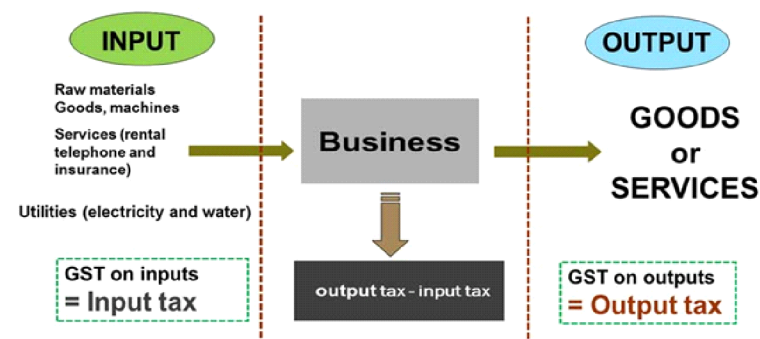 INPUT
Raw materials
Goods, machines
Services (rental
telephone and
insurance)
Utilities (electricity and water)
GST on inputs
= Input tax
Business
output tax - input tax
OUTPUT
GOODS
or
SERVICES
GST on outputs
= Output tax